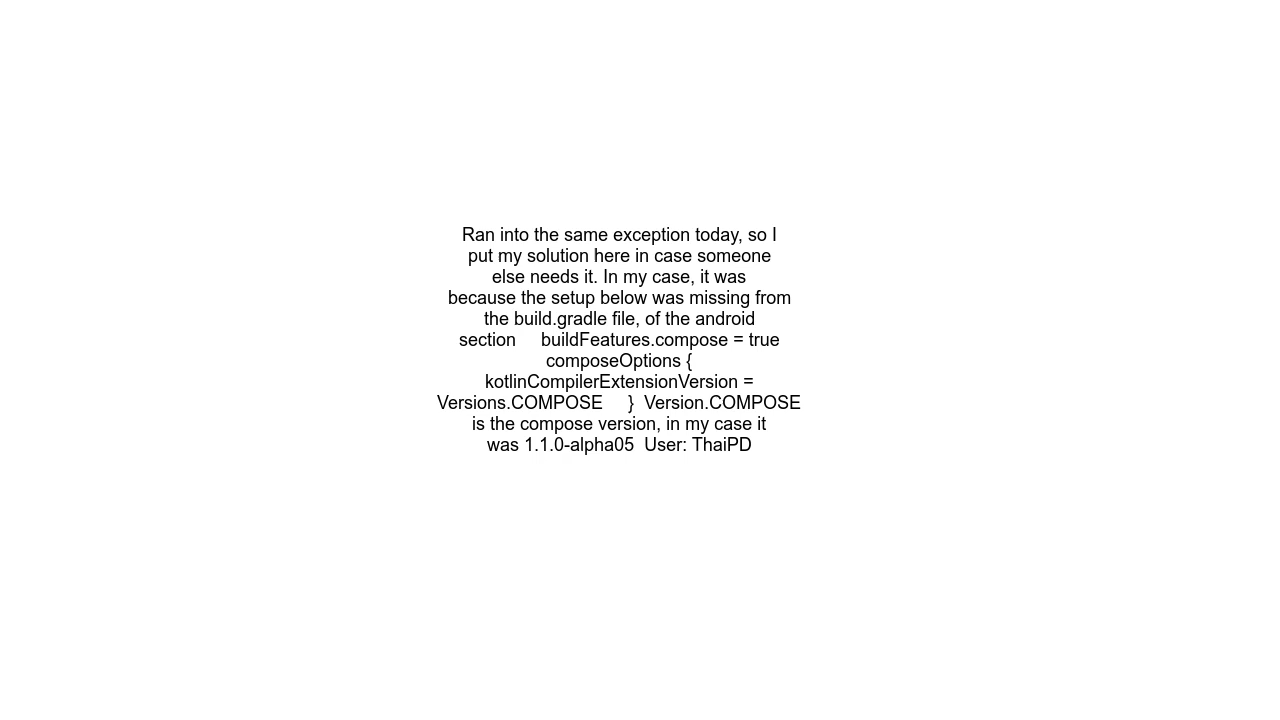 Ran into the same exception today, so I
put my solution here in case someone
else needs it. In my case, it was
because the setup below was missing from
the build.gradle file, of the android
section     buildFeatures.compose = true
composeOptions {
kotlinCompilerExtensionVersion =
Versions.COMPOSE     }  Version.COMPOSE
is the compose version, in my case it
was 1.1.0-alpha05  User: ThaiPD